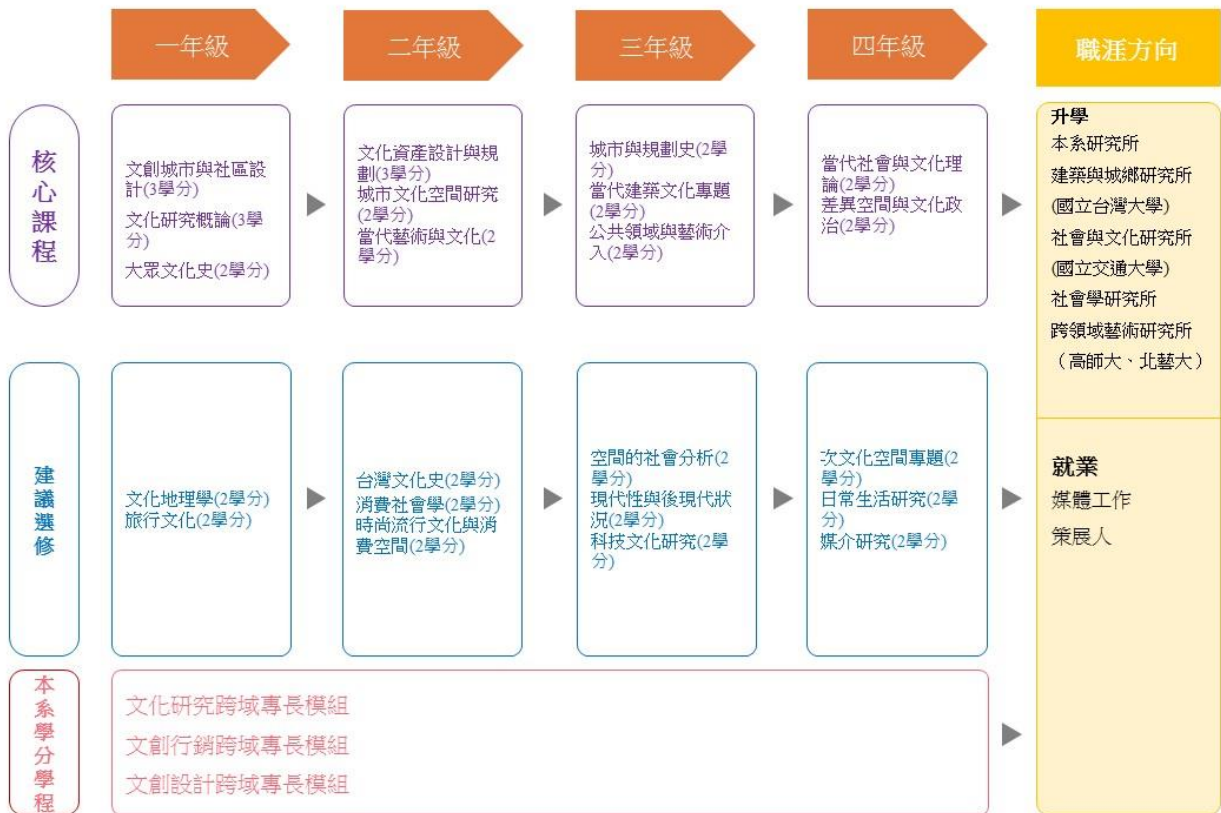 一年級
二年級
三年級
四年級
職涯方向
核心課程
文創城市與社區設
計(3學分)
文化研究概論(3學
分)
大眾文化史(2學分)
文化資產設計與規
劃(3學分)
城市文化空間研究
(2學分)
當代藝術與文化(2
學分)
城市與規劃史(2學
分)
當代建築文化專題
(2學分)
公共領域與藝術介
入(2學分)
當代社會與文化理
論(2學分)
差異空間與文化政
治(2學分)
升學
本系研究所
建築與城鄉研究所
(國立台灣大學)
社會與文化研究所
(國立交通大學)
社會學研究所
跨領域藝術研究所
（高師大、北藝大）
建議選修
文化地理學(2學分)
旅行文化(2學分)
台灣文化史(2學分)
消費社會學(2學分)
時尚流行文化與消
費空間(2學分)
空間的社會分析(2
學分)
現代性與後現代狀
況(2學分)
科技文化研究(2學
分)
次文化空間專題(2
學分)
日常生活研究(2學
分)
媒介研究(2學分)
就業
媒體工作
策展人
本系學分學程
文化研究跨域專長模組
文創行銷跨域專長模組
文創設計跨域專長模組